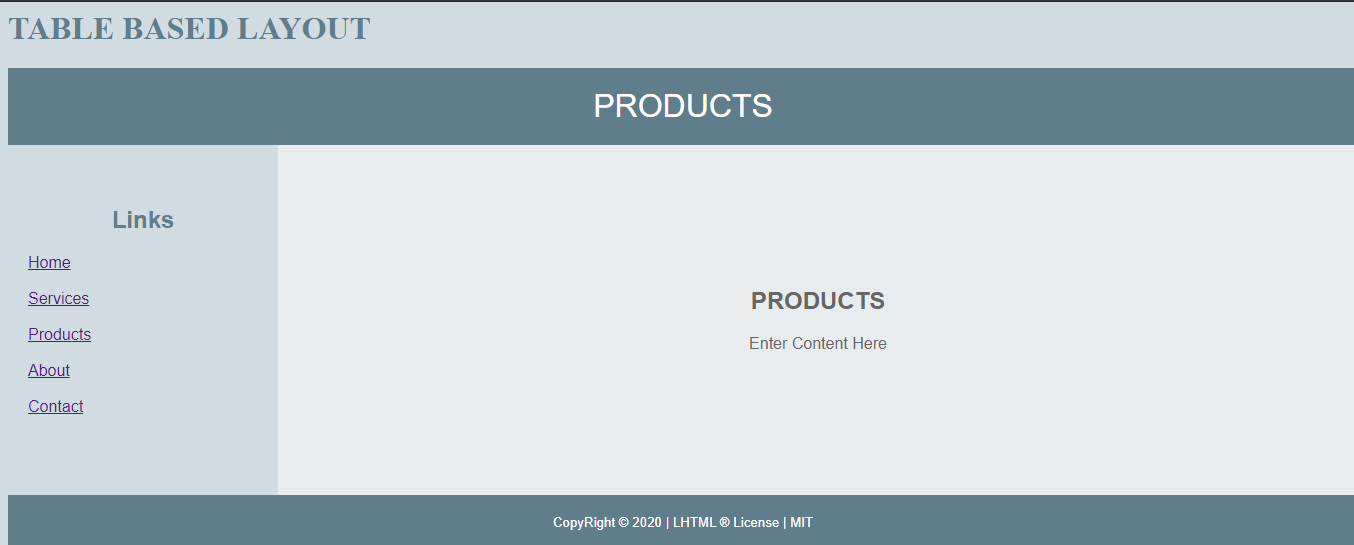 TABLE BASED LAYOUT
PRODUCTS
Links
Home
Services
Products
About
Contact
PRODUCTS
Enter Content Here
CopyRight © 2020 | LHTML ® License | MIT